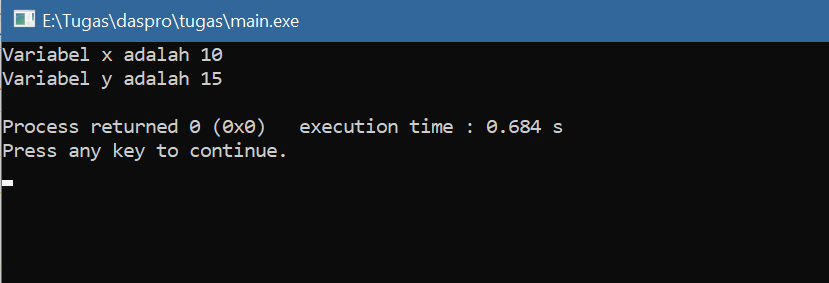 E:\Tugas\daspro\tugas\main.exe
Variabel x adalah 10
Variabel y adalah 15
Process returned 0 (0x0)   execution time : 0.684 s
Press any key to continue.